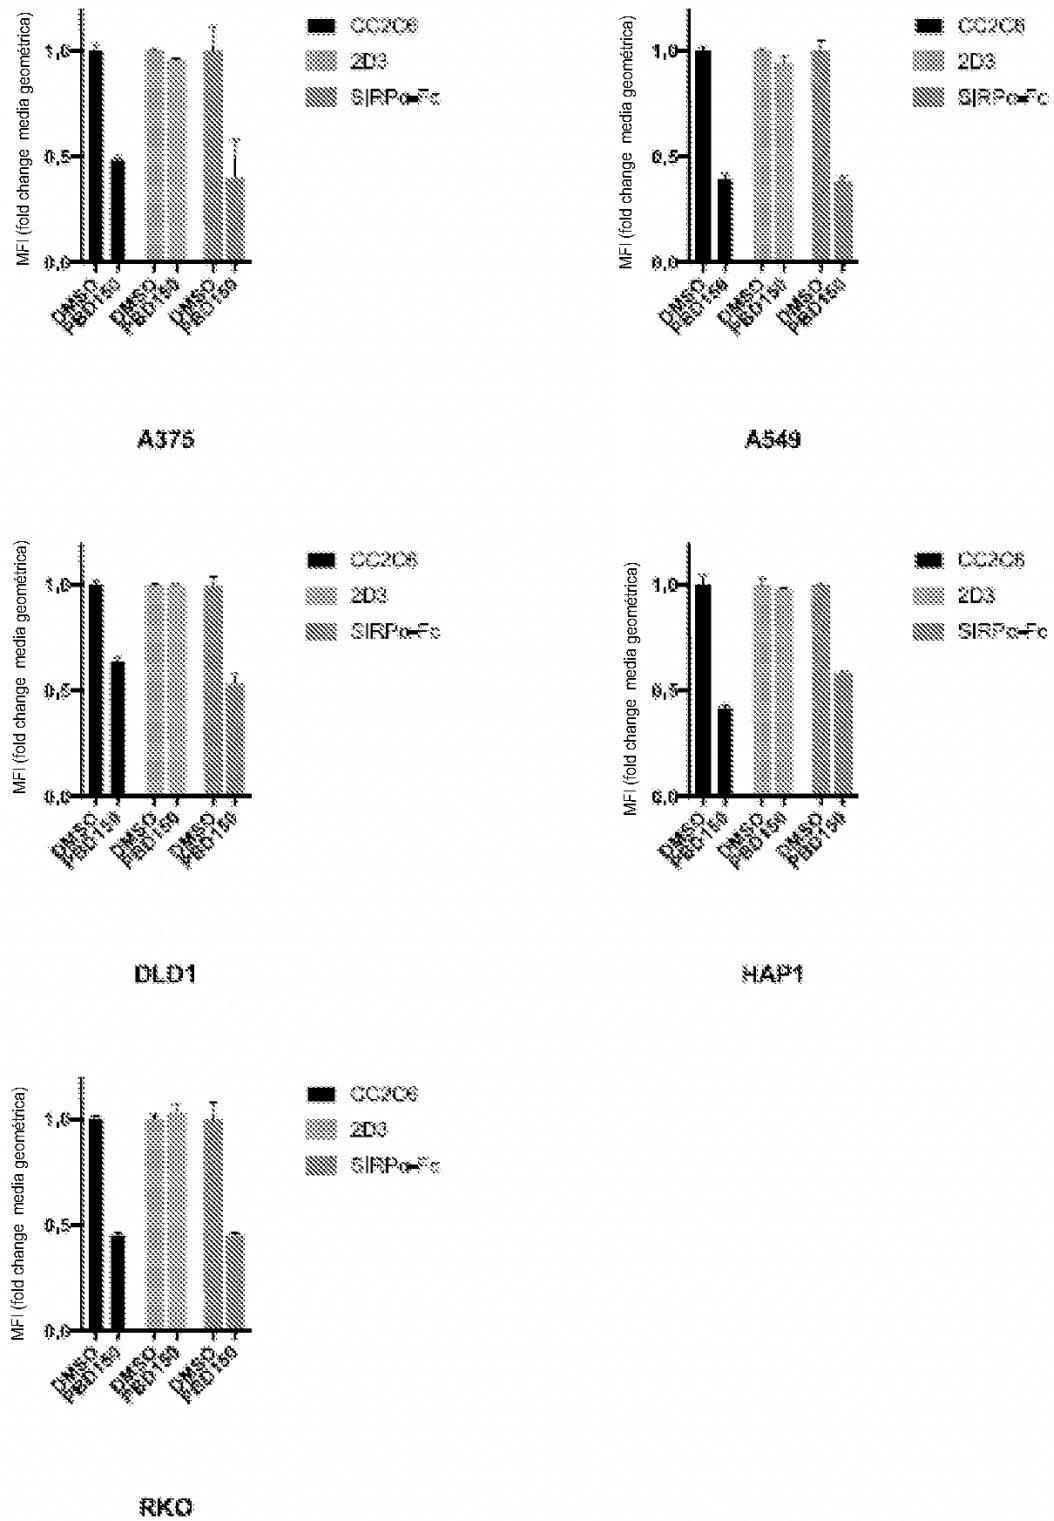 MFI (fold change media geométrica)
1,0
0,5
0,0
DMSO
PBD150
DMSO
PBD150
DMSO
PBD150
CC2C6
2D3
SIRPα-Fc
A375
MFI (fold change media geométrica)
1,0
0,5
0,0
DMSO
PBD150
DMSO
PBD150
DMSO
PBD150
CC2C6
2D3
SIRPα-Fc
A549
MFI (fold change media geométrica)
1,0
0,5
0,0
DMSO
PBD150
DMSO
PBD150
DMSO
PBD150
CC2C6
2D3
SIRPα-Fc
DLD1
MFI (fold change media geométrica)
1,0
0,5
0,0
DMSO
PBD150
DMSO
PBD150
DMSO
PBD150
CC2C6
2D3
SIRPα-Fc
HAP1
MFI (fold change media geométrica)
1,0
0,5
0,0
DMSO
PBD150
DMSO
PBD150
DMSO
PBD150
CC2C6
2D3
SIRPα-Fc
RKO